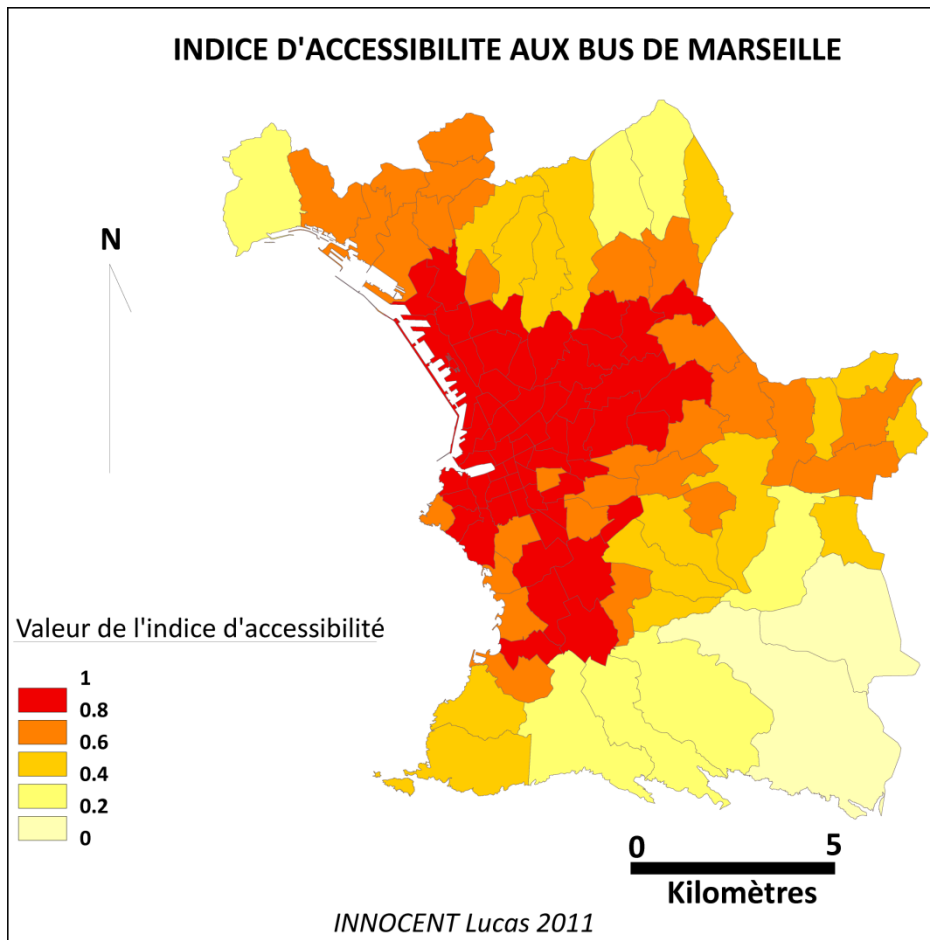 INDICE D'ACCESSIBILITE AUX BUS DE MARSEILLE
N
Valeur de l'indice d'accessibilité
1
0.8
0.6
0.4
0.2
0
0 5
Kilomètres
INNOCENT Lucas 2011